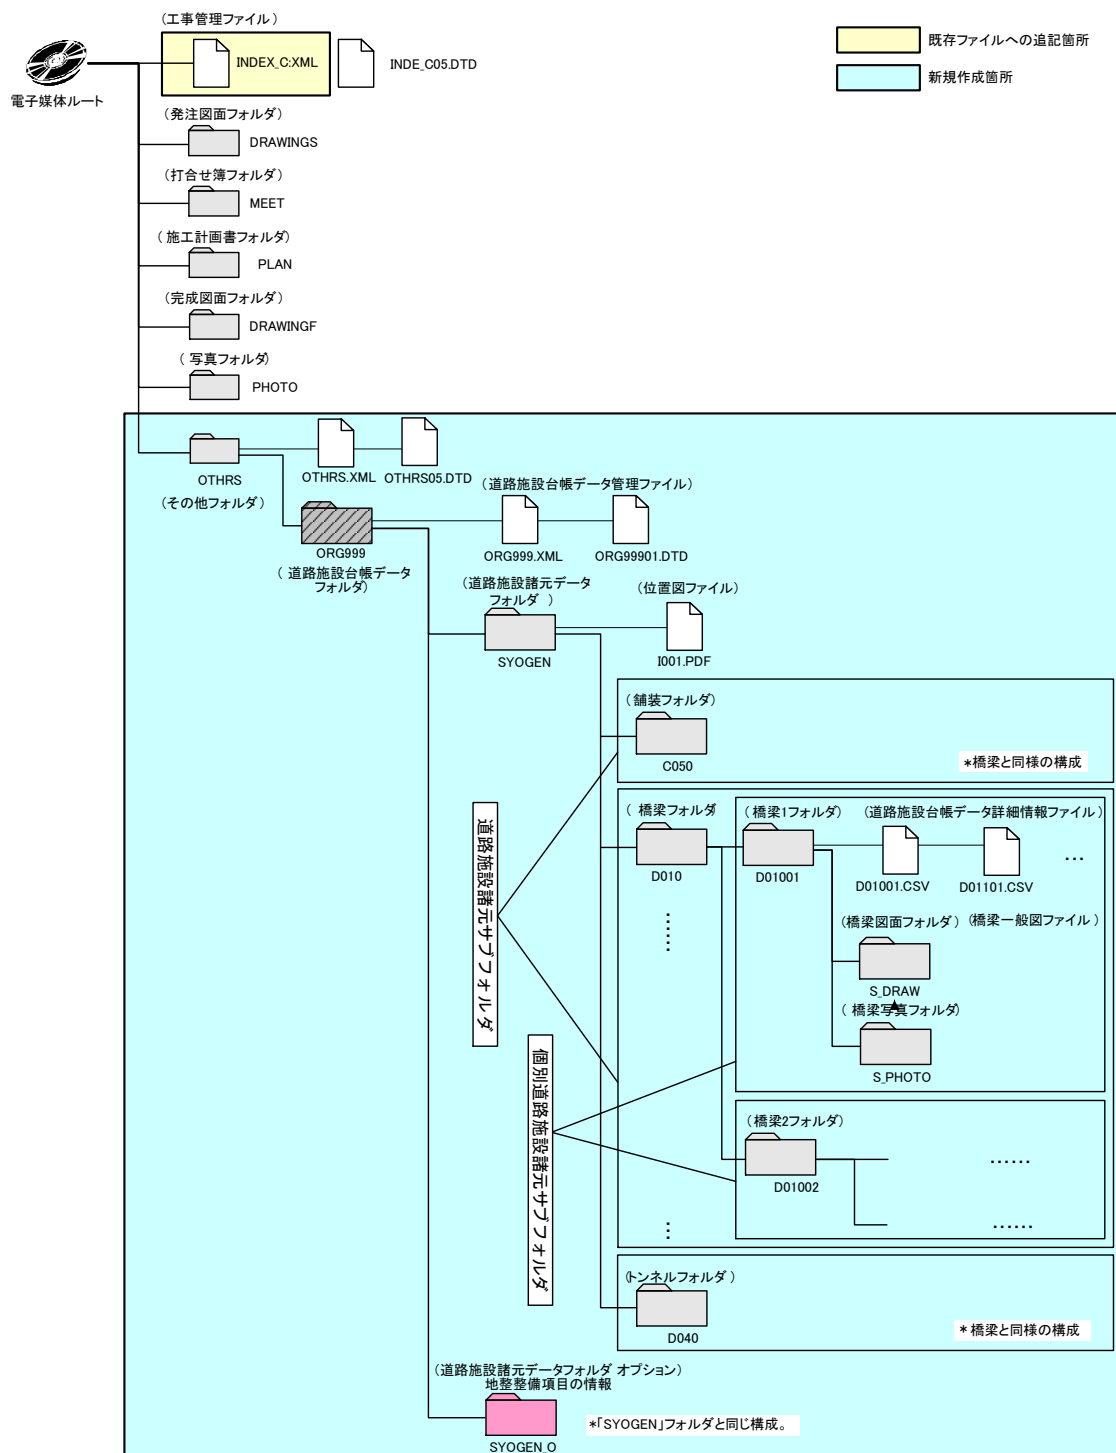 (工事管理ファイル)
INDEX_C:XML
INDE_C05.DTD
既存ファイルへの追記箇所
新規作成箇所
電子媒体ルート
(発注図面フォルダ)
DRAWINGS
(打合せ簿フォルダ)
MEET
(施工計画書フォルダ)
PLAN
(完成図面フォルダ)
DRAWINGF
(写真フォルダ)
PHOTO
OTHRS
(その他フォルダ)
OTHRS.XML
OTHRS05.DTD
(道路施設台帳データ管理ファイル)
ORG999
(道路施設台帳データ
フォルダ)
ORG999.XML
ORG99901.DTD
(道路施設諸元データ
フォルダ)
SYOGEN
(位置図ファイル)
I001.PDF
(舗装フォルダ)
C050
*橋梁と同様の構成
道路施設諸元サブフォルダ
(橋梁フォルダ)
D010
……
(橋梁1フォルダ)
D01001
(道路施設台帳データ詳細情報ファイル)
D01001.CSV
D01101.CSV
…
(橋梁図面フォルダ)
(橋梁一般図ファイル)
S_DRAW
(橋梁写真フォルダ)
S_PHOTO
個別道路施設諸元サブフォルダ
(橋梁2フォルダ)
D01002
……
……
…
(トンネルフォルダ)
D040
*橋梁と同様の構成
(道路施設諸元データフォルダ オプション)
地整整備項目の情報
SYOGEN_O
*「SYOGEN」フォルダと同じ構成。